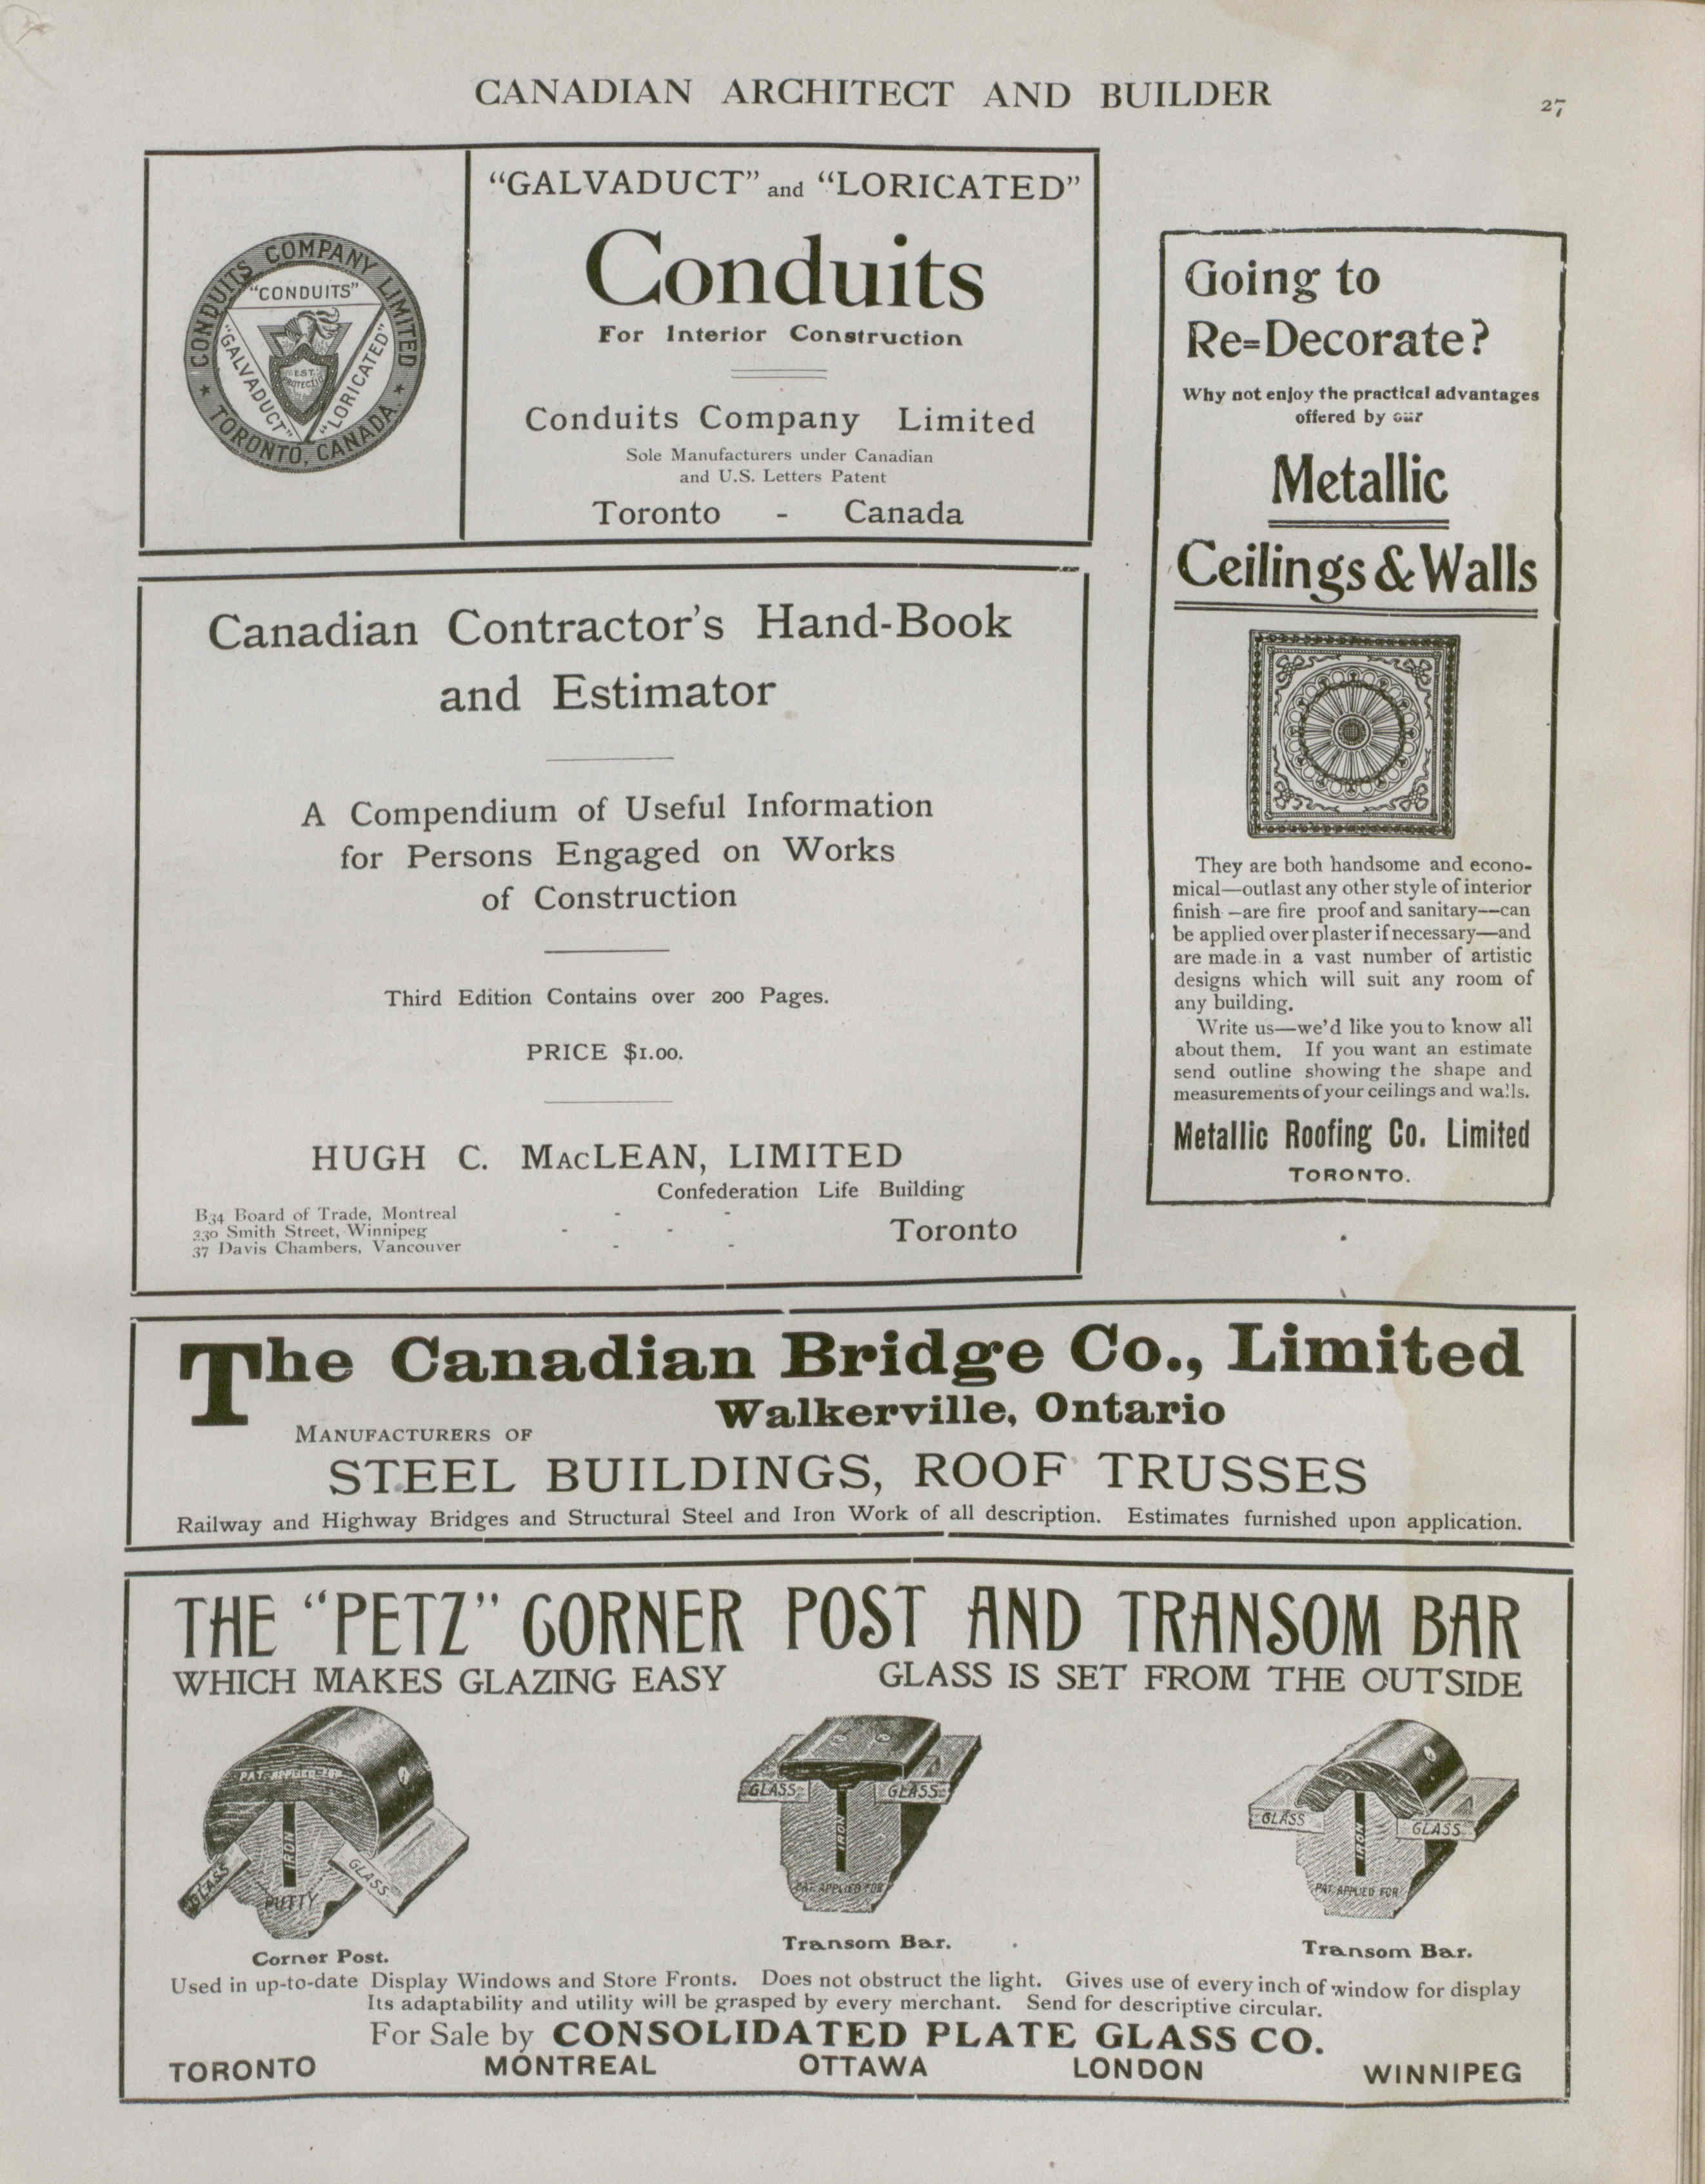 CANADIAN ARCHITECT AND BUILDER
27
CONDUITS COMPANY LIMITED
"CONDUITS"
"GALVADUCT"
"LORICATED"
EST.
TORONTO, CANADA.
"GALVADUCT" and "LORICATED"
Conduits
For Interior Construction
Conduits Company Limited
Sole Manufacturers under Canadian
and U.S. Letters Patent
Toronto - Canada
Canadian Contractor's Hand-Book
and Estimator
A Compendium of Useful Information
for Persons Engaged on Works
of Construction
Third Edition Contains over 200 Pages.
PRICE $1.00.
HUGH C. MACLEAN, LIMITED
Confederation Life Building
B34 Board of Trade, Montreal - -
330 Smith Street, Winnipeg - - - Toronto
37 Davis Chambers, Vancouver - -
Going to
Re=Decorate?
Why not enjoy the practical advantages
offered by our
Metallic
Ceilings & Walls
They are both handsome and econo-
mical—outlast any other style of interior
finish —are fire proof and sanitary—can
be applied over plaster if necessary—and
are made in a vast number of artistic
designs which will suit any room of
any building.
Write us—we'd like you to know all
about them. If you want an estimate
send outline showing the shape and
measurements of your ceilings and walls.
Metallic Roofing Co. Limited
TORONTO.
The Canadian Bridge Co., Limited
Walkerville, Ontario
MANUFACTURERS OF
STEEL BUILDINGS, ROOF TRUSSES
Railway and Highway Bridges and Structural Steel and Iron Work of all description. Estimates furnished upon application.
THE "PETZ" CORNER POST AND TRANSOM BAR
WHICH MAKES GLAZING EASY GLASS IS SET FROM THE OUTSIDE
PAT. APPLIED FOR
IRON
GLASS
GLASS
PUTTY
GLASS
GLASS
IRON
PAT. APPLIED FOR
GLASS
GLASS
IRON
PAT. APPLIED FOR
Corner Post.
Transom Bar.
Transom Bar.
Used in up-to-date Display Windows and Store Fronts. Does not obstruct the light. Gives use of every inch of window for display
Its adaptability and utility will be grasped by every merchant. Send for descriptive circular.
For Sale by CONSOLIDATED PLATE GLASS CO.
TORONTO MONTREAL OTTAWA LONDON WINNIPEG